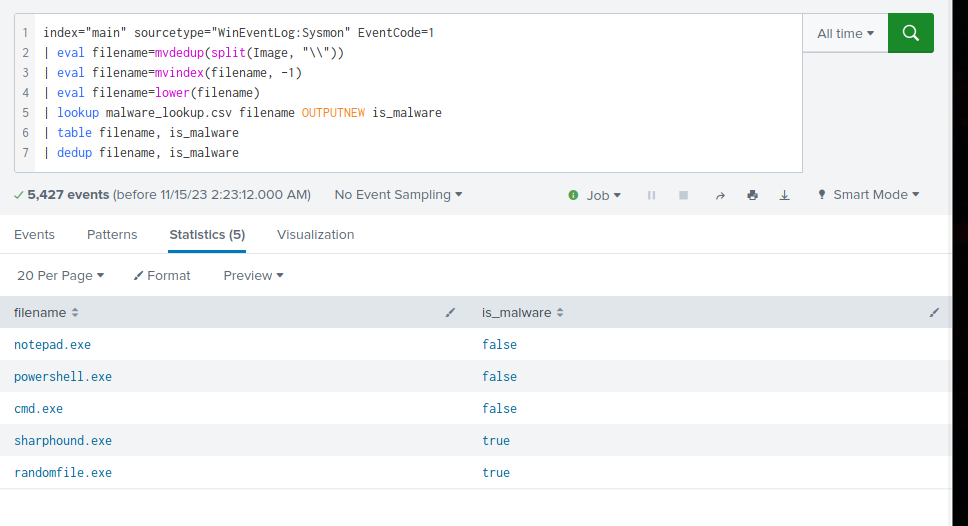 1 index="main" sourcetype="WinEventLog:Sysmon" EventCode=1
All time
2 | eval filename=mvdedup(split(Image, "\\"))
3 | eval filename=mvindex(filename, -1)
4 | eval filename=lower(filename)
5 | lookup malware_lookup.csv filename OUTPUTNEW is_malware
6 | table filename, is_malware
7 | dedup filename, is_malware
5,427 events (before 11/15/23 2:23:12.000 AM) No Event Sampling Job Smart Mode
Events Patterns Statistics (5) Visualization
20 Per Page Format Preview
filename is_malware
notepad.exe false
powershell.exe false
cmd.exe false
sharphound.exe true
randomfile.exe true